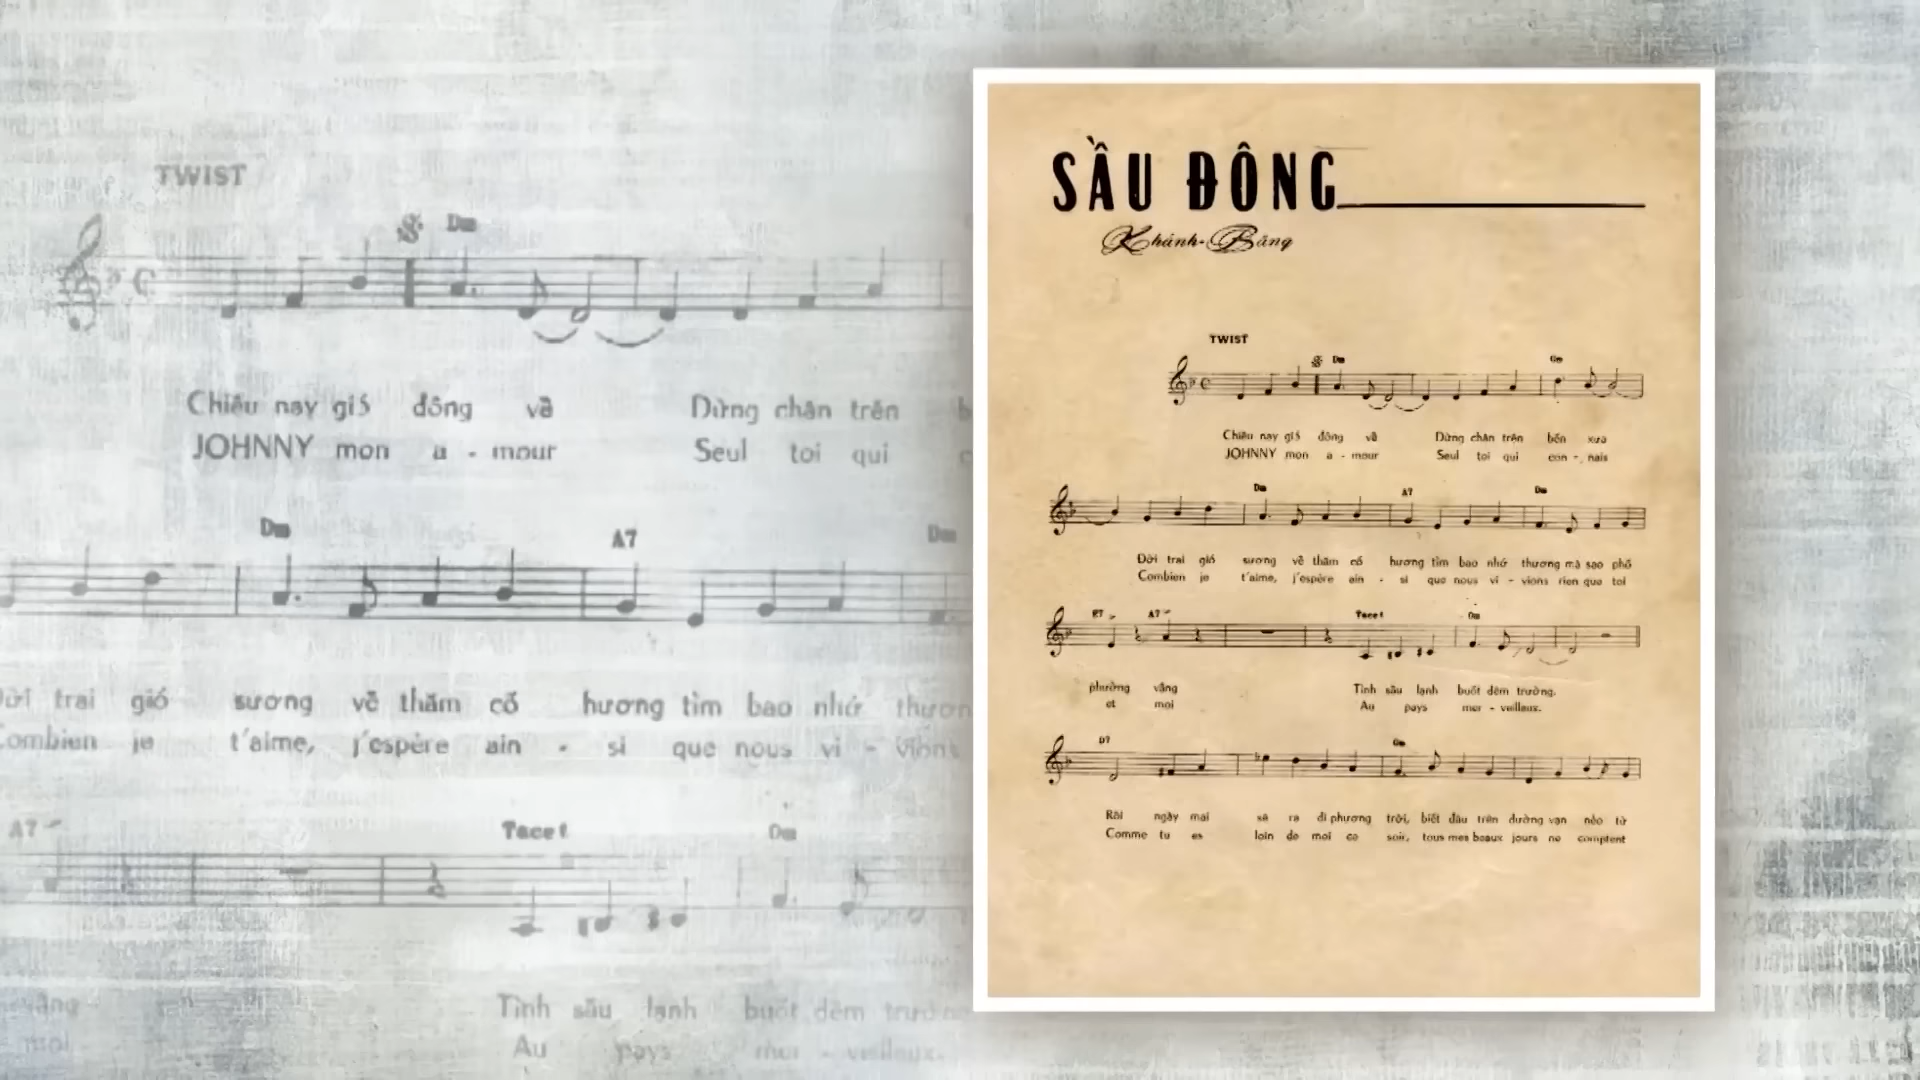 TWIST
Dm
Chiều nay gió đông về Dừng chân trên
JOHNNY mon a - mour Seul toi qui
Dm A7 Dm
Đời trai gió sương về thăm cố hương tìm bao nhớ thương
Combien je t'aime, j'espère ain - si que nous vi - vions
A7 Tacet Dm
vắng Tình sầu lạnh buốt đêm trường
moi Au pays mer - veilleux.
SẦU ĐÔNG
Khánh-Băng
TWIST
Dm Gm
Chiều nay gió đông về Dừng chân trên bến xưa
JOHNNY mon a - mour Seul toi qui con - nais
Dm A7 Dm
Đời trai gió sương về thăm cố hương tìm bao nhớ thương mà sao phố
Combien je t'aime, j'espère ain - si que nous vi - vions rien que toi
E7 A7 Tacet Dm
phường vắng Tình sầu lạnh buốt đêm trường.
et moi Au pays mer - veilleux.
D7 Gm
Rồi ngày mai sẽ ra đi phương trời, biết đâu trên đường vạn nẻo từ
Comme tu es loin de moi ce soir, tous mes beaux jours ne comptent